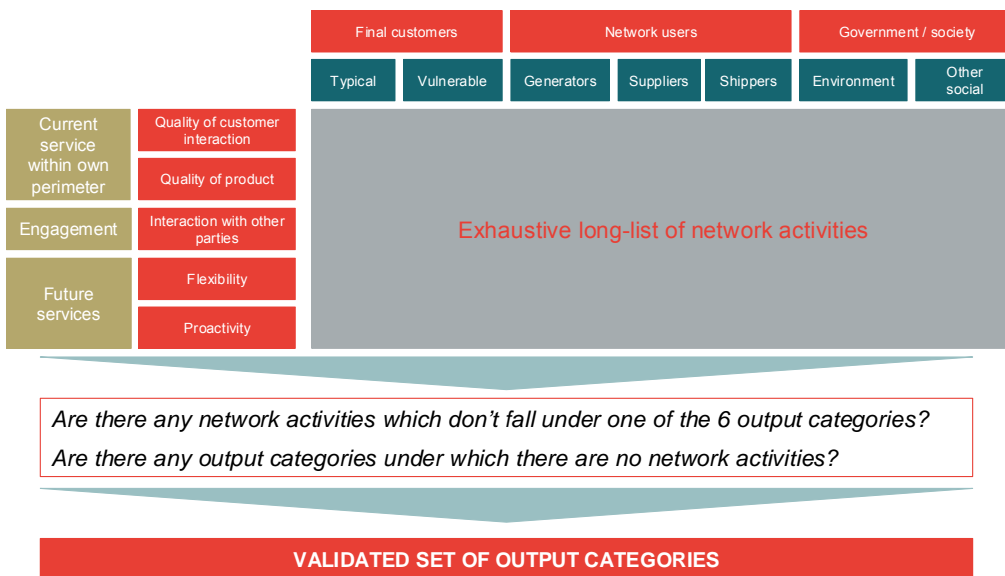 Final customers
Network users
Government / society
Typical
Vulnerable
Generators
Suppliers
Shippers
Environment
Other
social
Current
service
within own
perimeter
Quality of customer
interaction
Quality of product
Engagement
Interaction with other
parties
Future
services
Flexibility
Proactivity
Exhaustive long-list of network activities
Are there any network activities which don’t fall under one of the 6 output categories?
Are there any output categories under which there are no network activities?
VALIDATED SET OF OUTPUT CATEGORIES